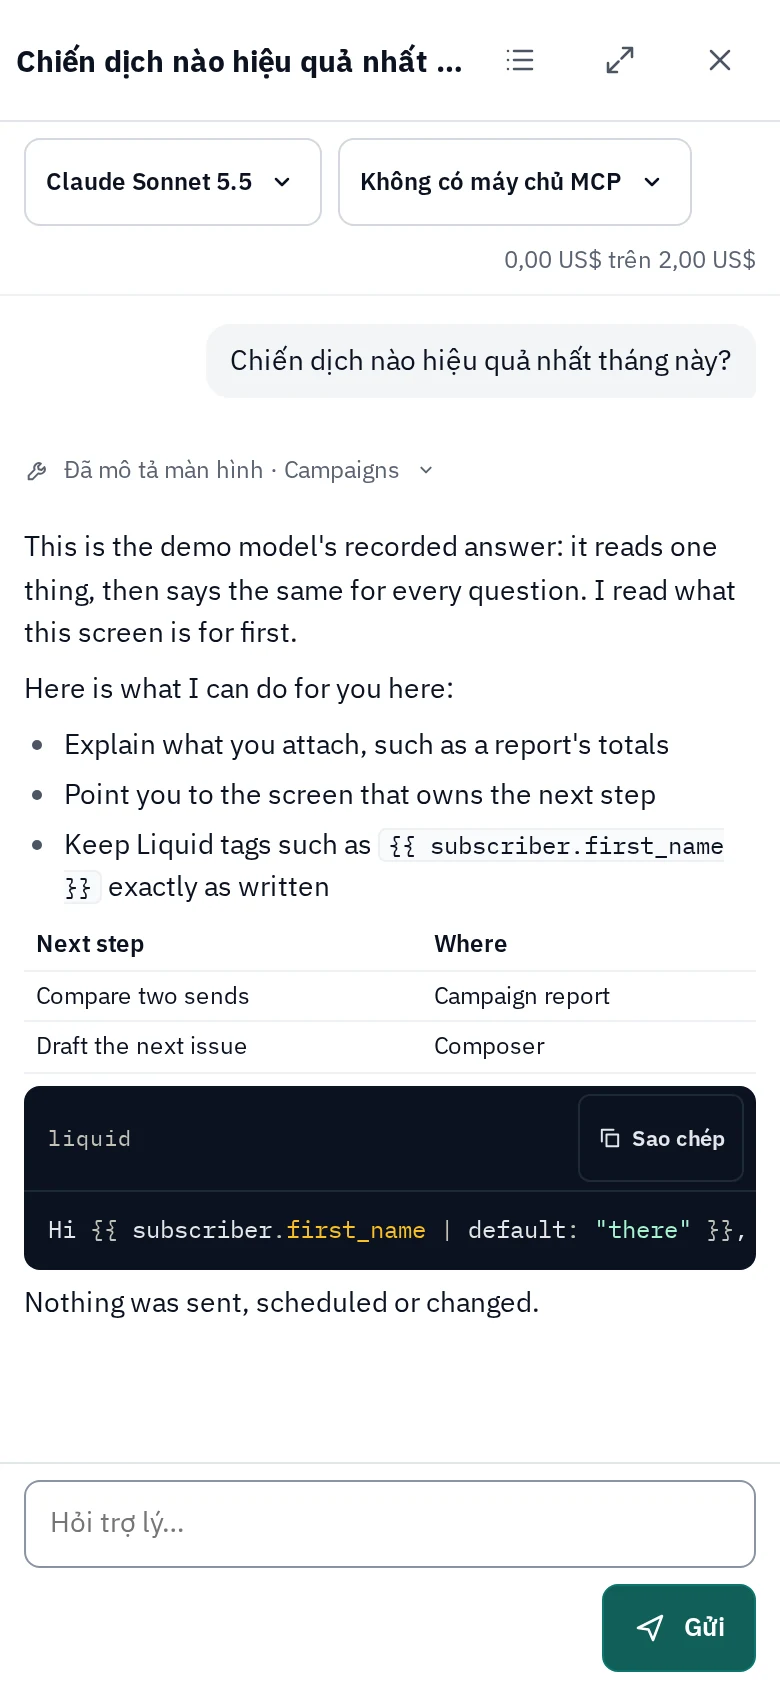 Chiến dịch nào hiệu quả nhất ...
Claude Sonnet 5.5
Không có máy chủ MCP
0,00 US$ trên 2,00 US$
Chiến dịch nào hiệu quả nhất tháng này?
Đã mô tả màn hình · Campaigns
This is the demo model's recorded answer: it reads one
thing, then says the same for every question. I read what
this screen is for first.
Here is what I can do for you here:
Explain what you attach, such as a report's totals
Point you to the screen that owns the next step
Keep Liquid tags such as {{ subscriber.first_name
}} exactly as written
Next step Where
Compare two sends Campaign report
Draft the next issue Composer
liquid
Sao chép
Hi {{ subscriber.first_name | default: "there" }},
Nothing was sent, scheduled or changed.
Hỏi trợ lý...
Gửi